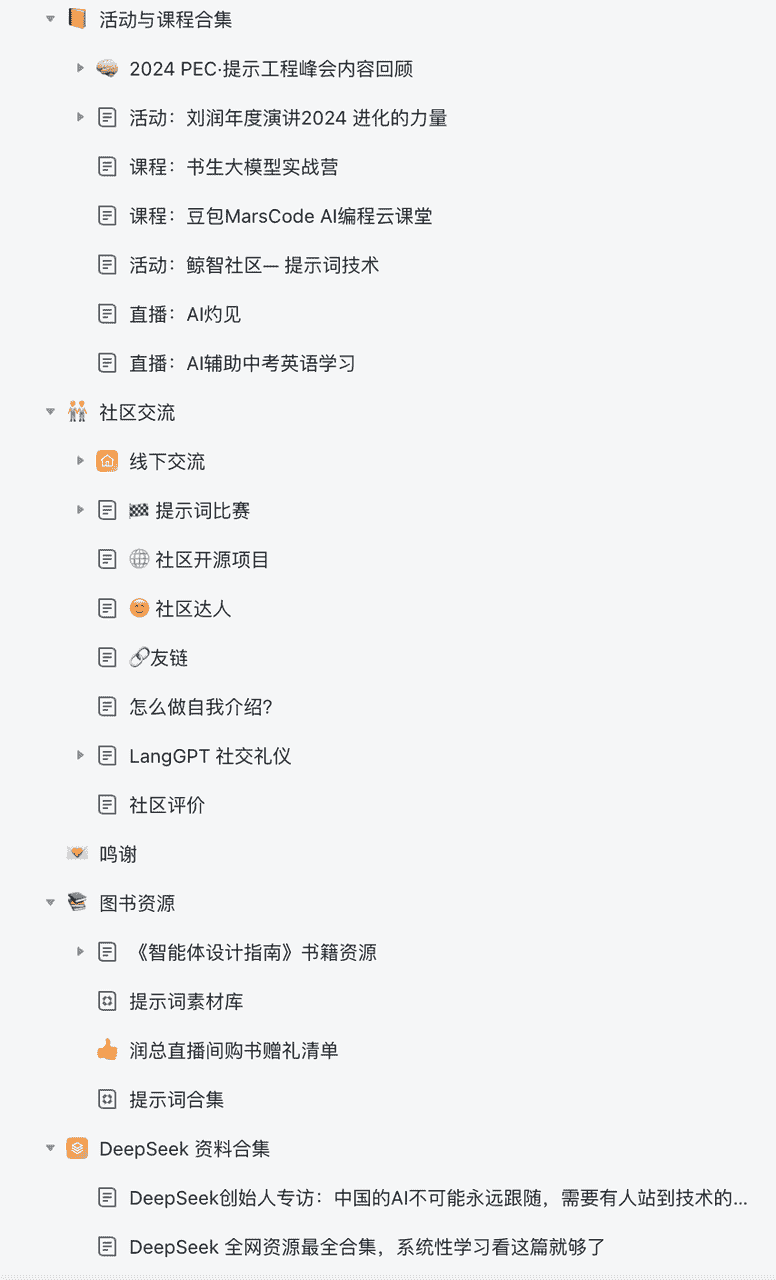 活动与课程合集
2024 PEC·提示工程峰会内容回顾
活动：刘润年度演讲2024 进化的力量
课程：书生大模型实战营
课程：豆包MarsCode AI编程云课堂
活动：鲸智社区— 提示词技术
直播：AI灼见
直播：AI辅助中考英语学习
社区交流
线下交流
提示词比赛
社区开源项目
社区达人
友链
怎么做自我介绍?
LangGPT 社交礼仪
社区评价
鸣谢
图书资源
《智能体设计指南》书籍资源
提示词素材库
润总直播间购书赠礼清单
提示词合集
DeepSeek 资料合集
DeepSeek创始人专访：中国的AI不可能永远跟随，需要有人站到技术的...
DeepSeek 全网资源最全合集，系统性学习看这篇就够了